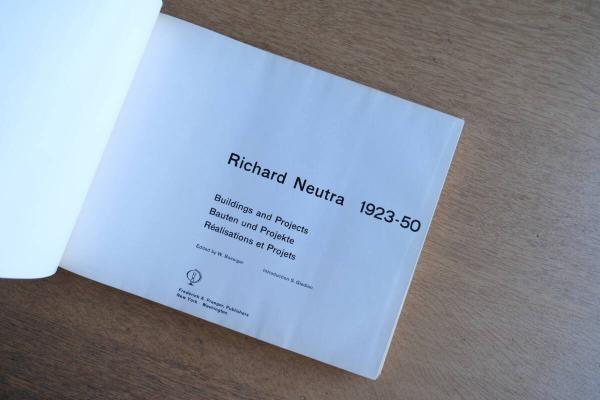 Richard Neutra 1923-50
Buildings and Projects
Bauten und Projekte
Réalisations et Projets
Edited by W. Boesiger Introduction S. Giedion
Frederick A. Praeger, Publishers
New York · Washington